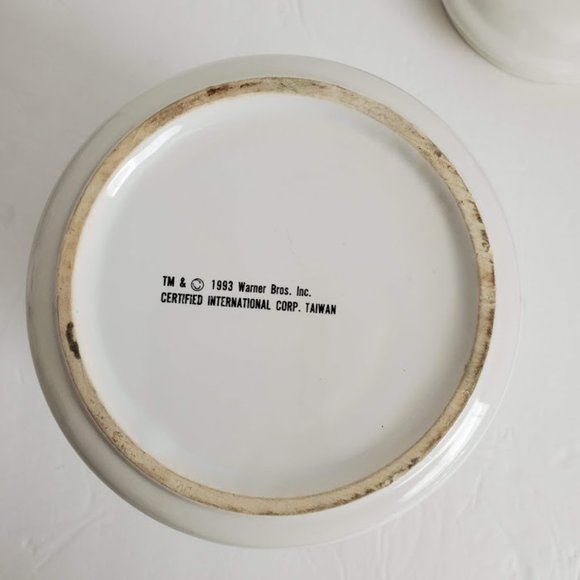 TM & © 1993 Warner Bros. Inc.
CERTIFIED INTERNATIONAL CORP. TAIWAN